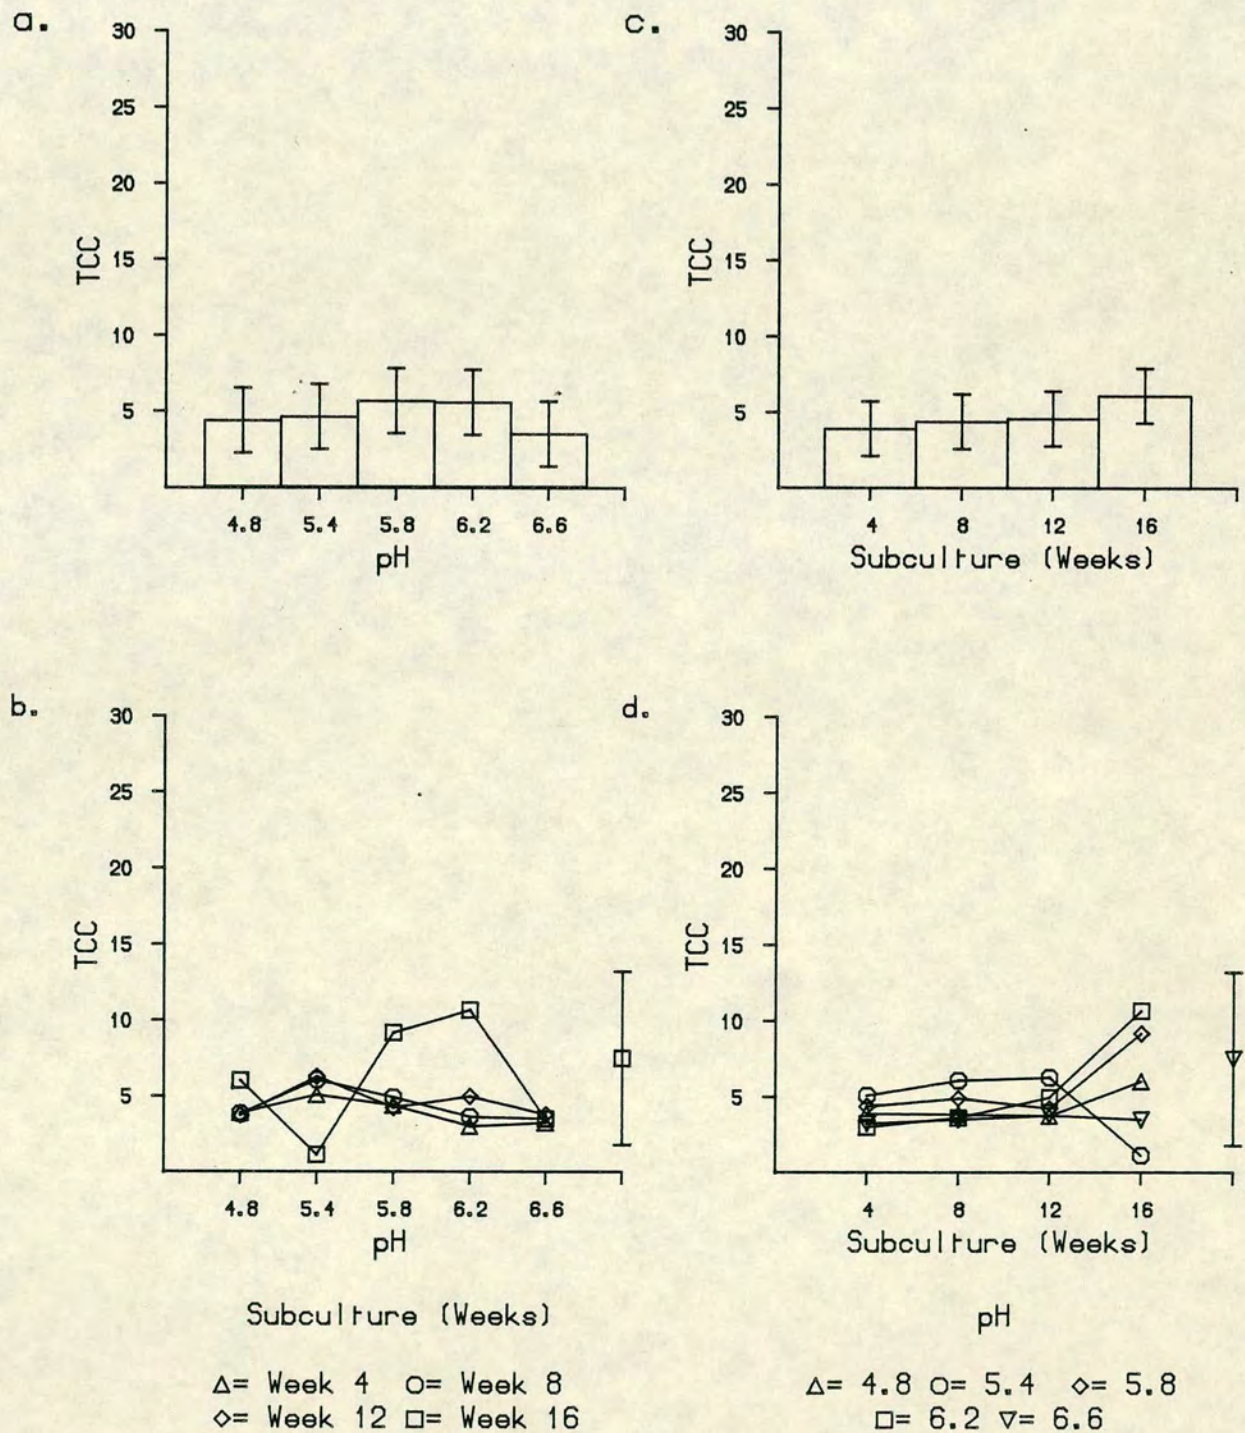 a.
30
25
20
15
10
5
TCC
4.8 5.4 5.8 6.2 6.6
pH
c.
30
25
20
15
10
5
TCC
4 8 12 16
Subculture (Weeks)
b.
30
25
20
15
10
5
TCC
4.8 5.4 5.8 6.2 6.6
pH
Subculture (Weeks)
△= Week 4 ○= Week 8
◇= Week 12 □= Week 16
d.
30
25
20
15
10
5
TCC
4 8 12 16
Subculture (Weeks)
pH
△= 4.8 ○= 5.4 ◇= 5.8
□= 6.2 ▽= 6.6